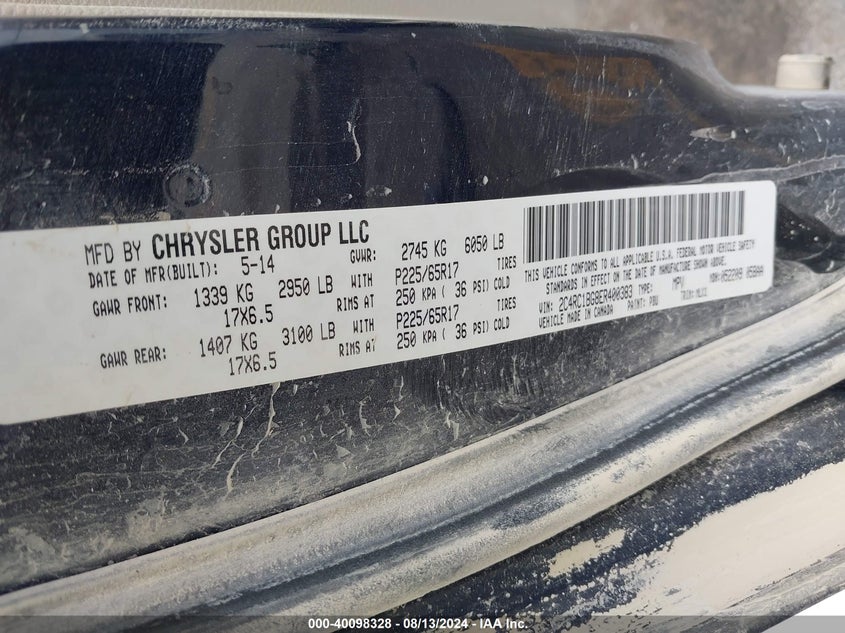 MFD BY CHRYSLER GROUP LLC
DATE OF MFR(BUILT): 5-14 GVWR: 2745 KG 6050 LB
GAWR FRONT: 1339 KG 2950 LB WITH P225/65R17 TIRES
17X6.5 RIMS AT 250 KPA ( 36 PSI) COLD
GAWR REAR: 1407 KG 3100 LB WITH P225/65R17 TIRES
17X6.5 RIMS AT 250 KPA ( 36 PSI) COLD
THIS VEHICLE CONFORMS TO ALL APPLICABLE U.S.A. FEDERAL MOTOR VEHICLE SAFETY
STANDARDS IN EFFECT ON THE DATE OF MANUFACTURE SHOWN ABOVE.
VIN: 2C4RC1BG8ER400383 TYPE: MPV
VEHICLE MADE IN CANADA PAINT: PBU TRIM:
000-40098328 - 08/13/2024 - © IAA Inc.